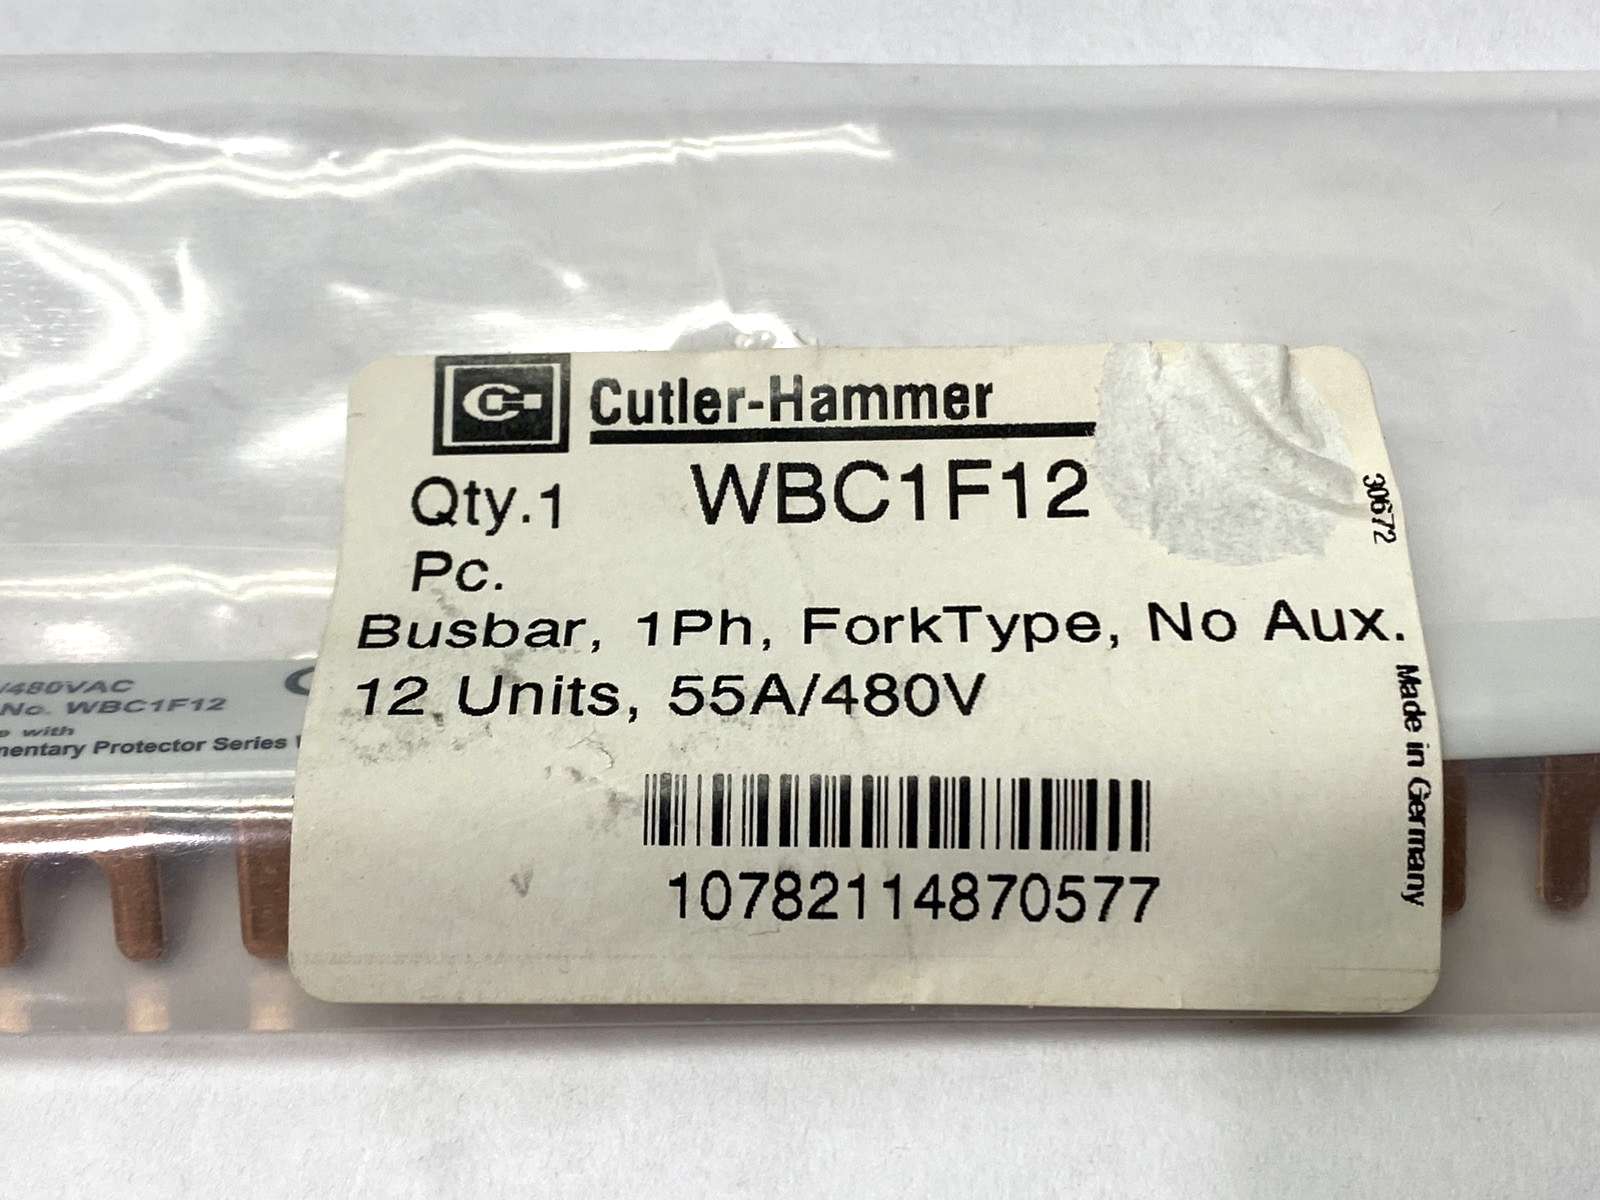 Cutler-Hammer
Qty.1 WBC1F12
Pc.
Busbar, 1Ph, ForkType, No Aux.
12 Units, 55A/480V
10782114870577
30672
Made in Germany
/480VAC
No. WBC1F12
with
Protector Series